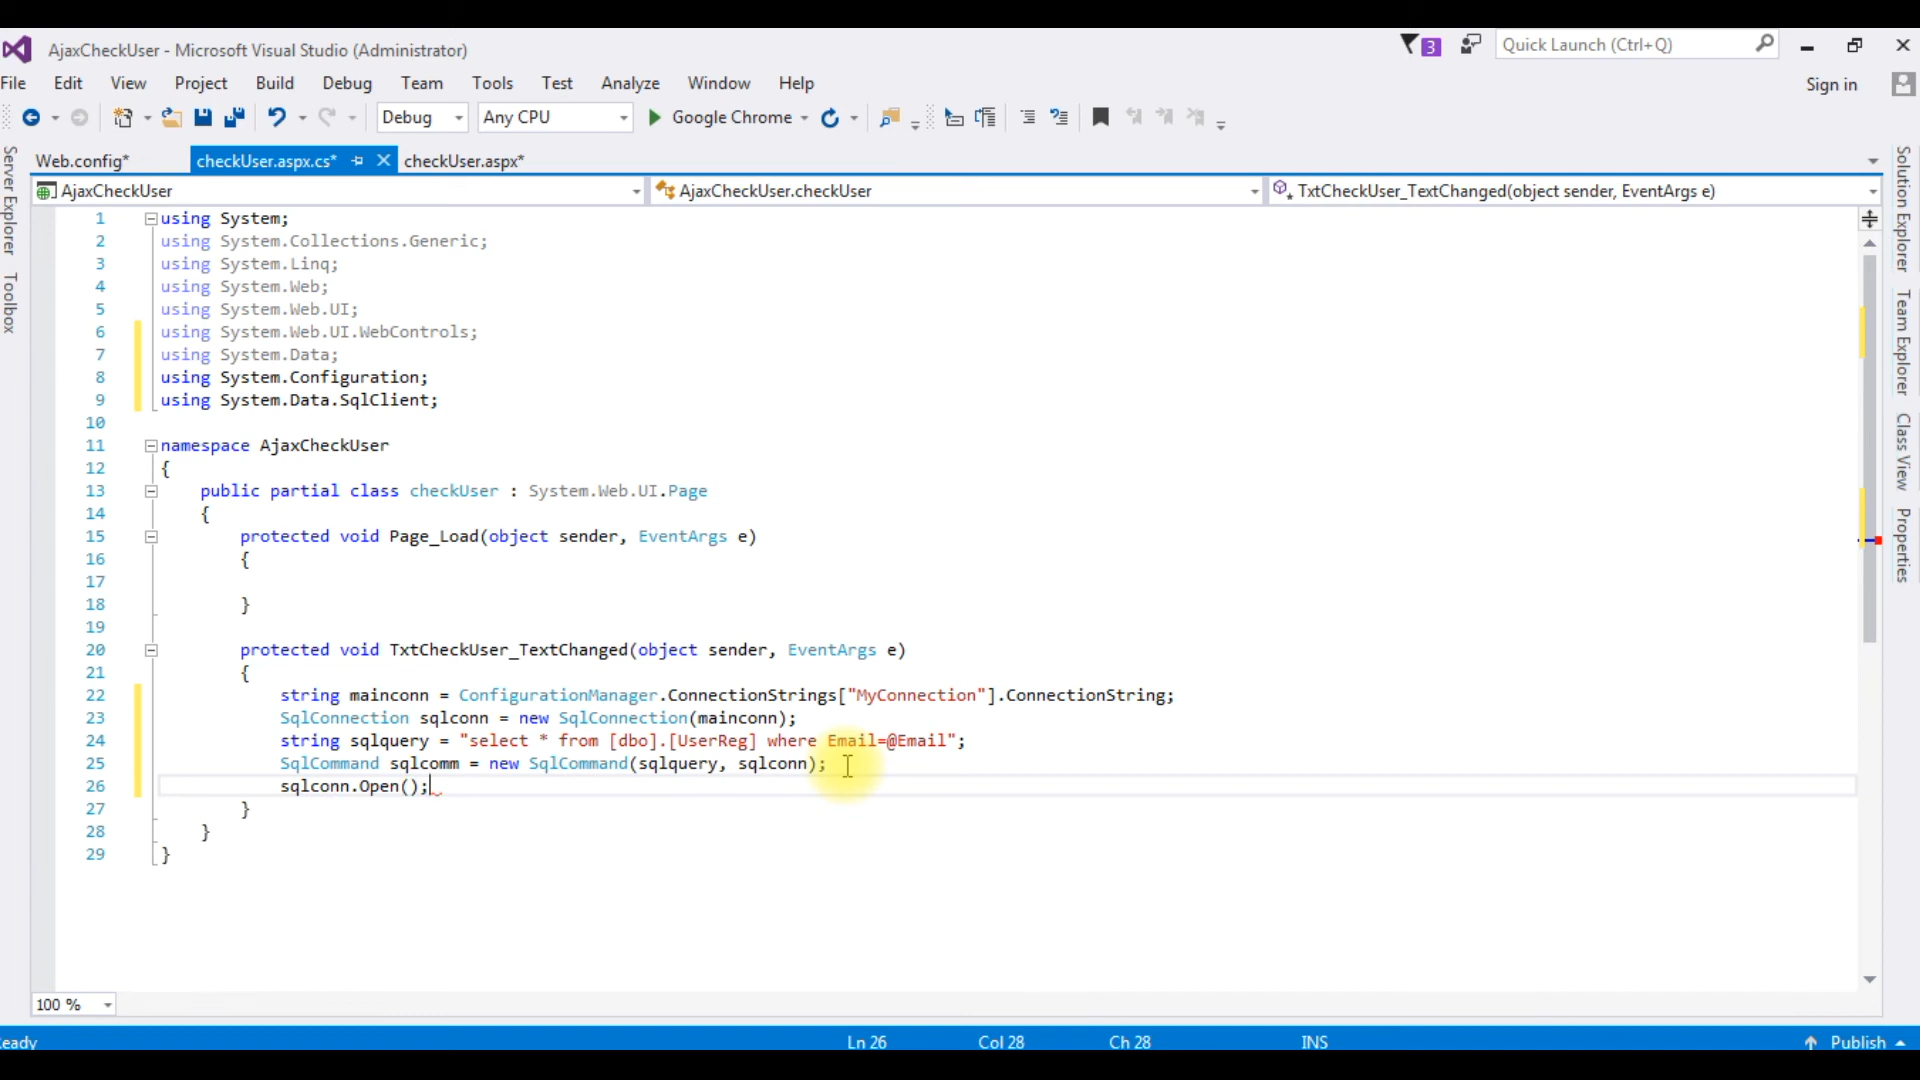 AjaxCheckUser - Microsoft Visual Studio (Administrator)
3
Quick Launch (Ctrl+Q)
File Edit View Project Build Debug Team Tools Test Analyze Window Help
Sign in
Debug Any CPU Google Chrome
Web.config* checkUser.aspx.cs* checkUser.aspx*
AjaxCheckUser AjaxCheckUser.checkUser TxtCheckUser_TextChanged(object sender, EventArgs e)
Server Explorer
Toolbox
1 using System;
2 using System.Collections.Generic;
3 using System.Linq;
4 using System.Web;
5 using System.Web.UI;
6 using System.Web.UI.WebControls;
7 using System.Data;
8 using System.Configuration;
9 using System.Data.SqlClient;
10
11 namespace AjaxCheckUser
12 {
13 public partial class checkUser : System.Web.UI.Page
14 {
15 protected void Page_Load(object sender, EventArgs e)
16 {
17
18 }
19
20 protected void TxtCheckUser_TextChanged(object sender, EventArgs e)
21 {
22 string mainconn = ConfigurationManager.ConnectionStrings["MyConnection"].ConnectionString;
23 SqlConnection sqlconn = new SqlConnection(mainconn);
24 string sqlquery = "select * from [dbo].[UserReg] where Email=@Email";
25 SqlCommand sqlcomm = new SqlCommand(sqlquery, sqlconn);
26 sqlconn.Open();
27 }
28 }
29 }
Solution Explorer
Team Explorer
Class View
Properties
100 %
eady Ln 26 Col 28 Ch 28 INS Publish